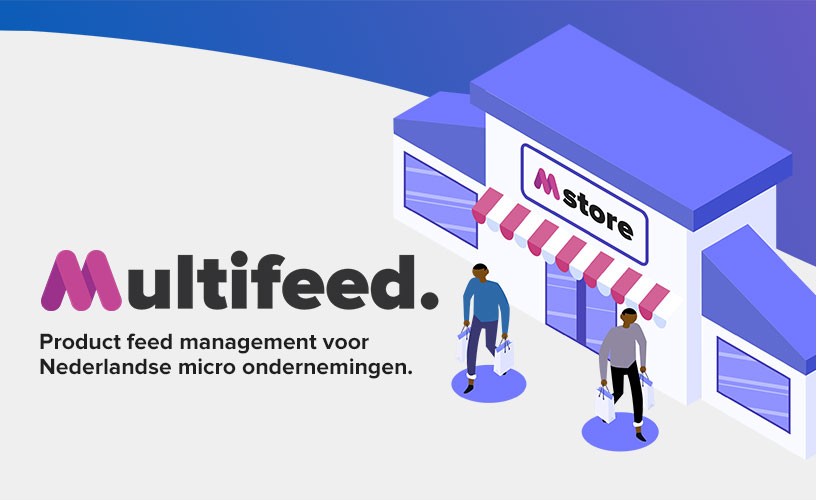 Multifeed.
Product feed management voor
Nederlandse micro ondernemingen.
M store